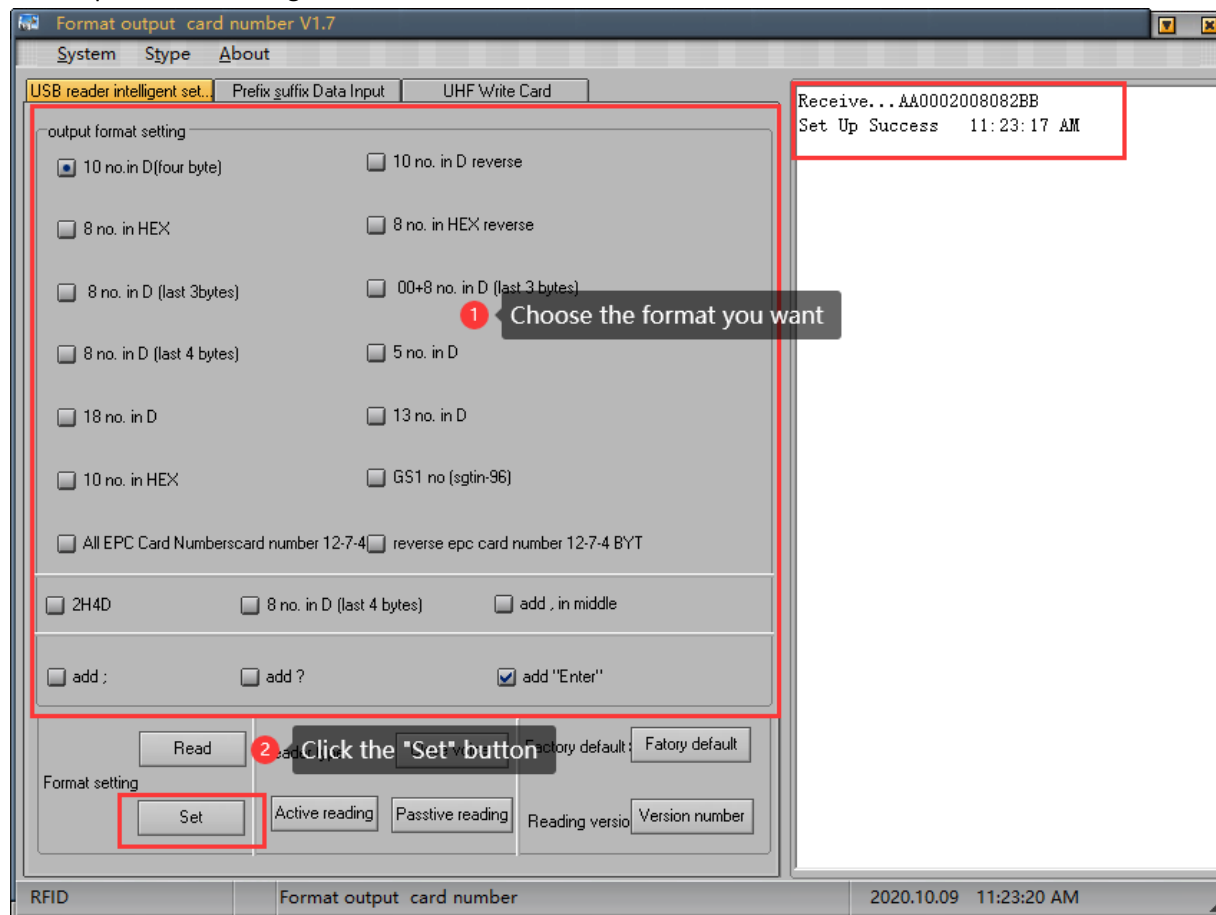 Format output card number V1.7
System Stype About
USB reader intelligent set... Prefix suffix Data Input UHF Write Card
Receive...AA0002008082BB
Set Up Success 11:23:17 AM
output format setting
10 no.in D(four byte) 10 no. in D reverse
8 no. in HEX 8 no. in HEX reverse
8 no. in D (last 3bytes) 00+8 no. in D (last 3 bytes)
1 Choose the format you want
8 no. in D (last 4 bytes) 5 no. in D
18 no. in D 13 no. in D
10 no. in HEX GS1 no (sgtin-96)
All EPC Card Numberscard number 12-7-4 reverse epc card number 12-7-4 BYT
2H4D 8 no. in D (last 4 bytes) add , in middle
add ; add ? add "Enter"
Read 2 Click the "Set" button Factory default: Fatory default
Format setting
Set Active reading Passtive reading Reading versio Version number
RFID Format output card number 2020.10.09 11:23:20 AM